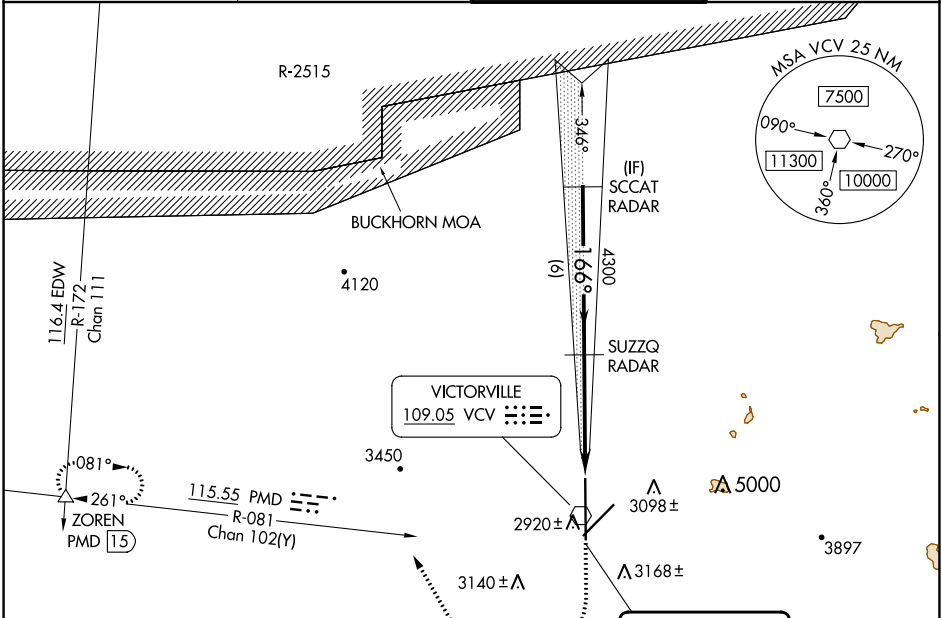 R-2515
MSA VCV 25 NM
7500
090°
270°
11300
10000
360°
346°
(IF)
SCCAT
RADAR
BUCKHORN MOA
4300
166°
(6)
116.4 EDW
R-172
Chan 111
4120
SUZZQ
RADAR
VICTORVILLE
109.05 VCV
3450
081°
261°
ZOREN
PMD 15
115.55 PMD
R-081
Chan 102(Y)
5000
3098±
2920±
3897
3140±
3168±